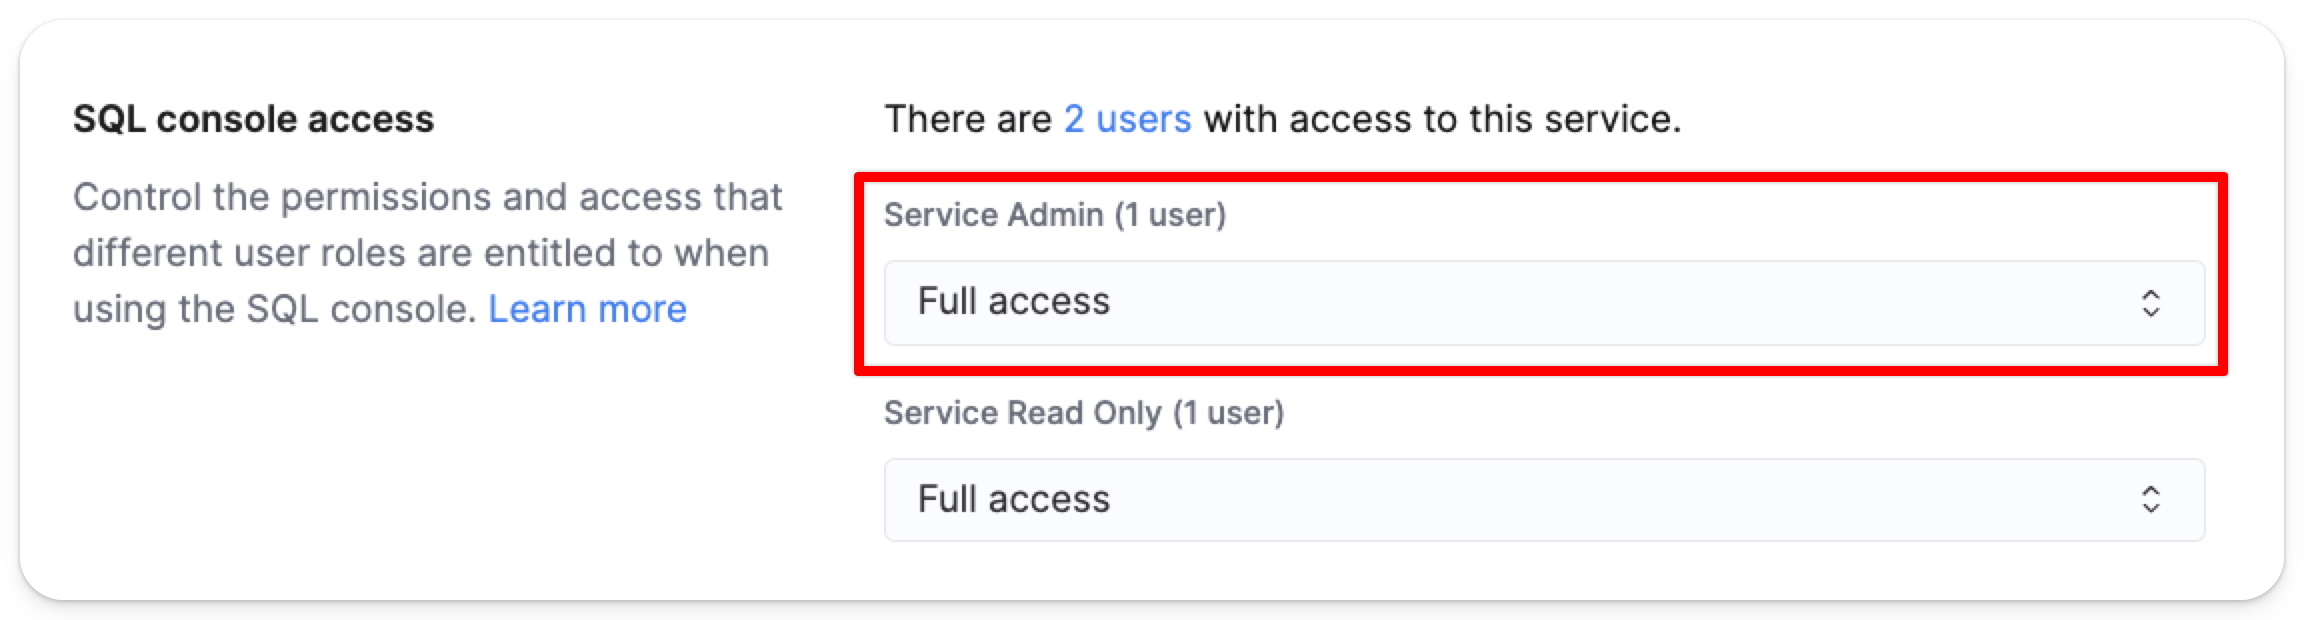 SQL console access
Control the permissions and access that
different user roles are entitled to when
using the SQL console. Learn more
There are 2 users with access to this service.
Service Admin (1 user)
Full access
Service Read Only (1 user)
Full access